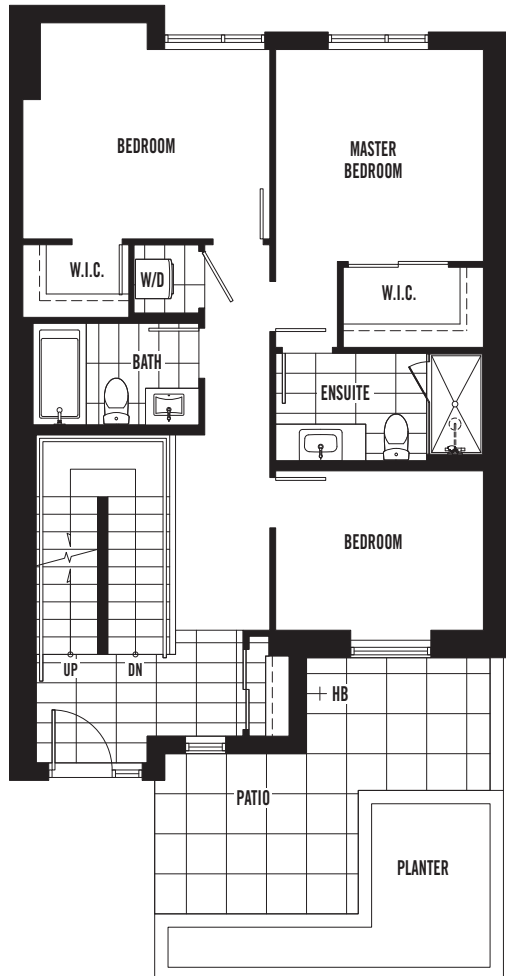 BEDROOM
MASTER
BEDROOM
W.I.C.
W/D
W.I.C.
BATH
ENSUITE
BEDROOM
UP
DN
HB
PATIO
PLANTER